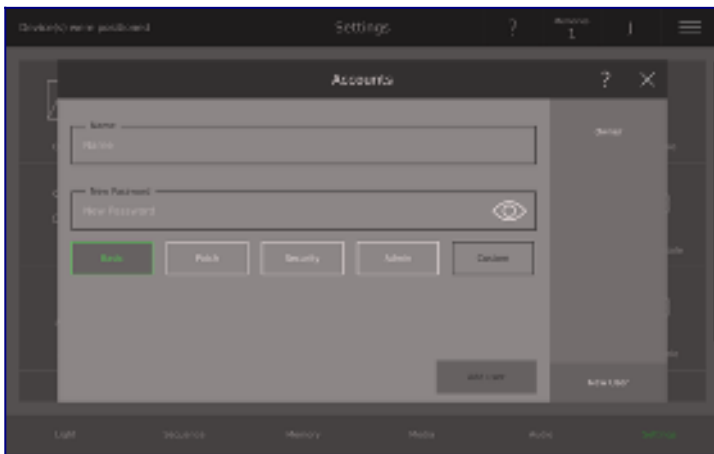 Device(s) were positioned
Settings
?
1
Accounts
?
Name
Name
Owner
New Password
New Password
Basic
Patch
Security
Admin
Custom
Add User
New User
Light
Sequence
Memory
Media
Audio
Settings